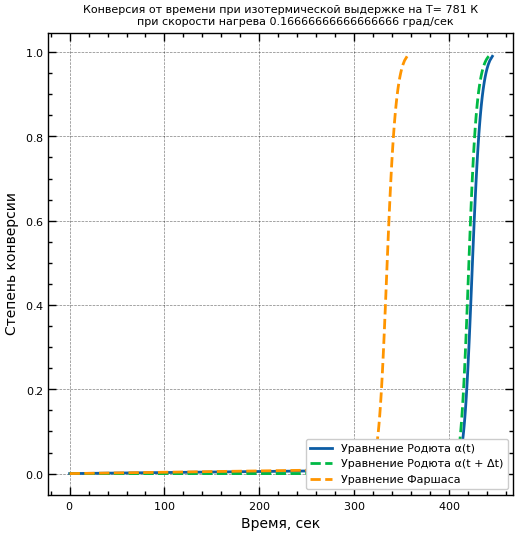 Конверсия от времени при изотермической выдержке на T= 781 К
при скорости нагрева 0.16666666666666666 град/сек
Степень конверсии
1.0
0.8
0.6
0.4
0.2
0.0
0
100
200
300
400
Время, сек
Уравнение Родюта α(t)
Уравнение Родюта α(t + Δt)
Уравнение Фаршаса